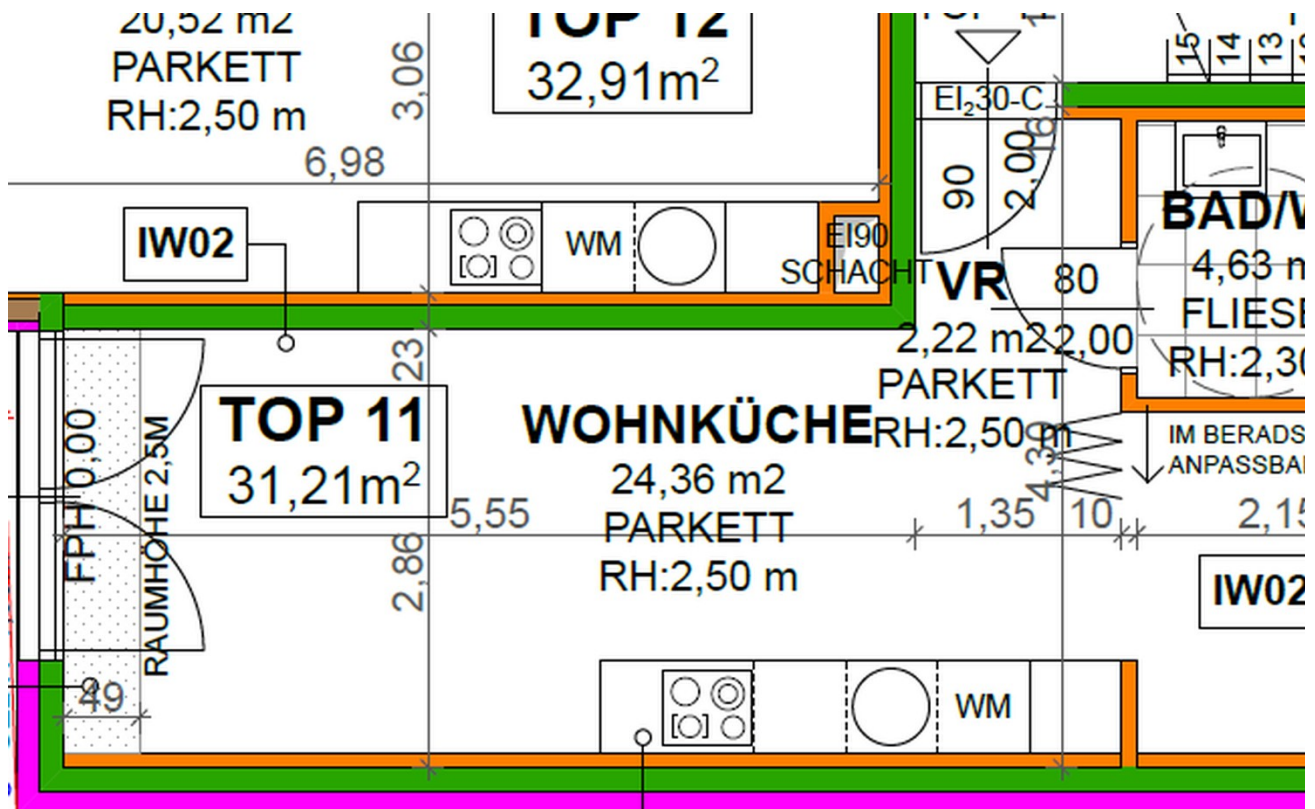 20,52 m2
PARKETT
RH:2,50 m
TOP 12
32,91m²
3,06
6,98
IW02
WM
EI90
SCHACHT
EI₂30-C
90
2,00
16
15
14
13
VR
2,22 m2
PARKETT
RH:2,50 m
80
2,00
4,63
FLIESE
RH:2,30
IM BERADS
ANPASSBA
23
TOP 11
31,21m²
FPH 0,00
RAUMHÖHE 2,5M
WOHNKÜCHE
24,36 m2
PARKETT
RH:2,50 m
5,55
1,35
10
2,15
4,30
2,86
IW02
49
WM